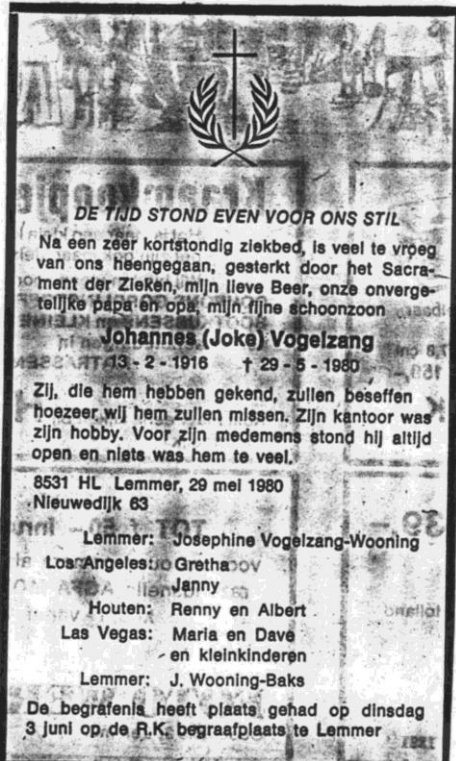 DE TIJD STOND EVEN VOOR ONS STIL
Na een zeer kortstondig ziekbed, is veel te vroeg
van ons heengegaan, gesterkt door het Sacra-
ment der Zieken, mijn lieve Beer, onze onverge-
telijke papa en opa, mijn fijne schoonzoon
Johannes (Joke) Vogelzang
13 - 2 - 1916 † 29 - 5 - 1980
Zij, die hem hebben gekend, zullen beseffen
hoezeer wij hem zullen missen. Zijn kantoor was
zijn hobby. Voor zijn medemens stond hij altijd
open en niets was hem te veel.
8531 HL Lemmer, 29 mei 1980
Nieuwedijk 63
Lemmer: Josephine Vogelzang-Wooning
Los Angeles: Gretha
Janny
Houten: Renny en Albert
Las Vegas: Maria en Dave
en kleinkinderen
Lemmer: J. Wooning-Baks
De begrafenis heeft plaats gehad op dinsdag
3 juni op de R.K. begraafplaats te Lemmer